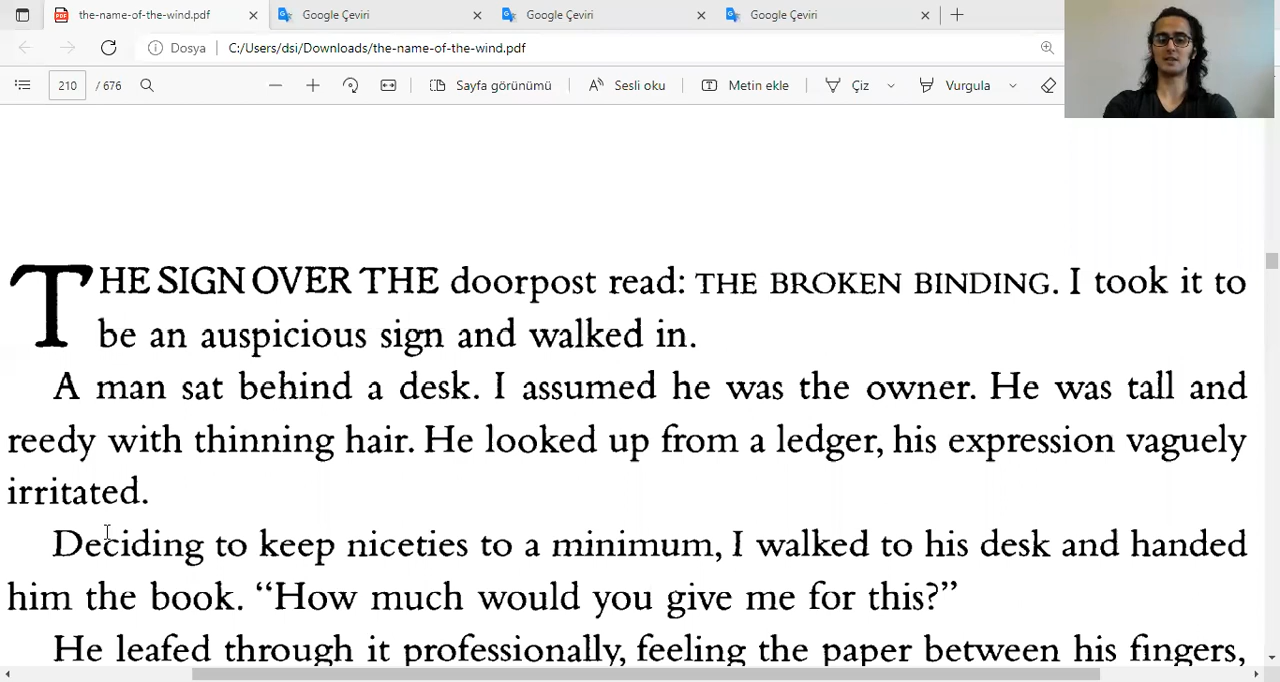 the-name-of-the-wind.pdf
Google Çeviri
Google Çeviri
Google Çeviri
Dosya
C:/Users/dsi/Downloads/the-name-of-the-wind.pdf
210 / 676
Sayfa görünümü
Sesli oku
Metin ekle
Çiz
Vurgula
THE SIGN OVER THE doorpost read: THE BROKEN BINDING. I took it to
be an auspicious sign and walked in.
A man sat behind a desk. I assumed he was the owner. He was tall and
reedy with thinning hair. He looked up from a ledger, his expression vaguely
irritated.
Deciding to keep niceties to a minimum, I walked to his desk and handed
him the book. “How much would you give me for this?”
He leafed through it professionally, feeling the paper between his fingers,